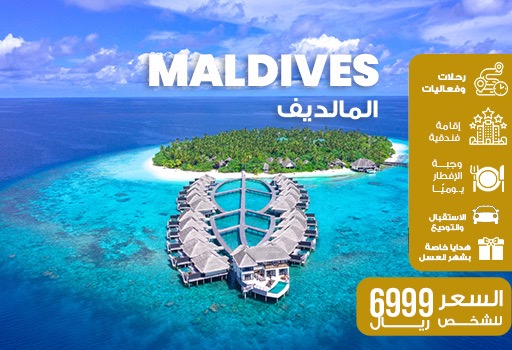 MALDIVES
المالديف
رحلات
وفعاليات
إقامة
فندقية
وجبة
الإفطار
يوميًا
الاستقبال
والتوديع
هدايا خاصة
بشهر العسل
السعر 6999
للشخص ريال